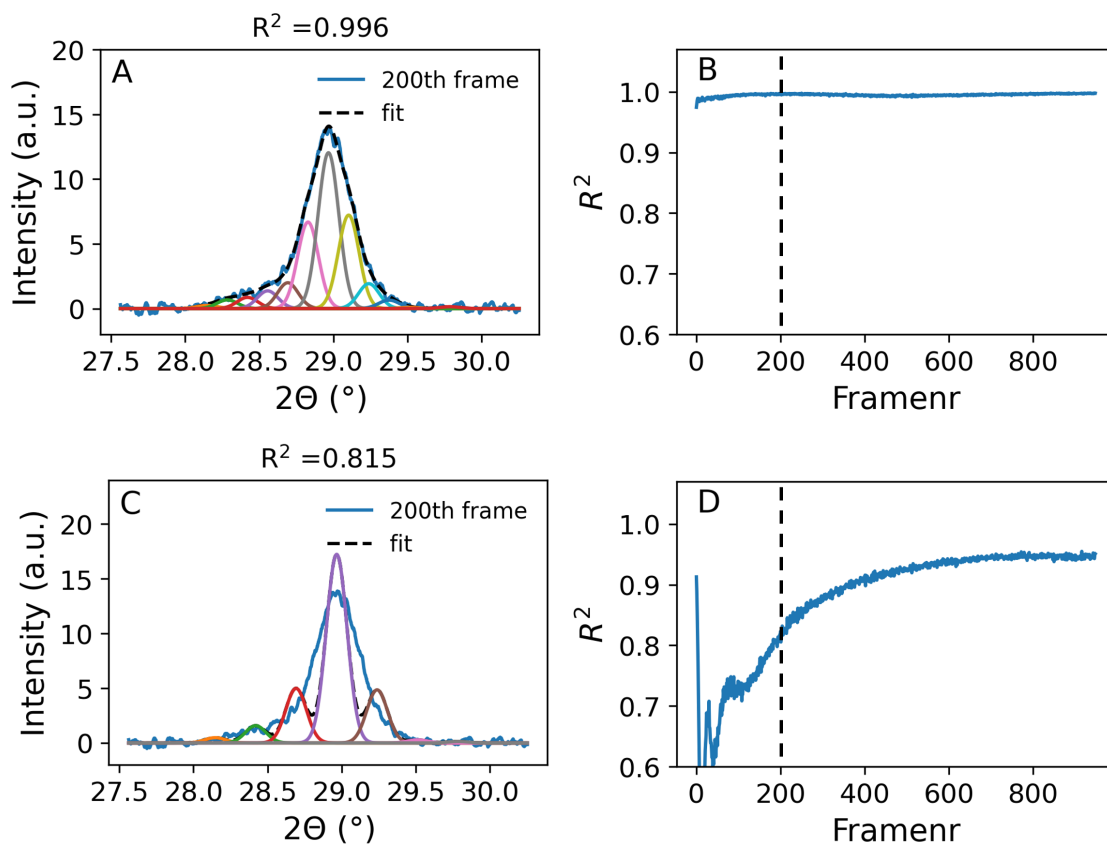 R² =0.996
A
200th frame
fit
20
15
10
5
0
Intensity (a.u.)
27.5 28.0 28.5 29.0 29.5 30.0
2Θ (°)
B
1.0
0.9
0.8
0.7
0.6
R²
0 200 400 600 800
Framenr
R² =0.815
C
200th frame
fit
20
15
10
5
0
Intensity (a.u.)
27.5 28.0 28.5 29.0 29.5 30.0
2Θ (°)
D
1.0
0.9
0.8
0.7
0.6
R²
0 200 400 600 800
Framenr